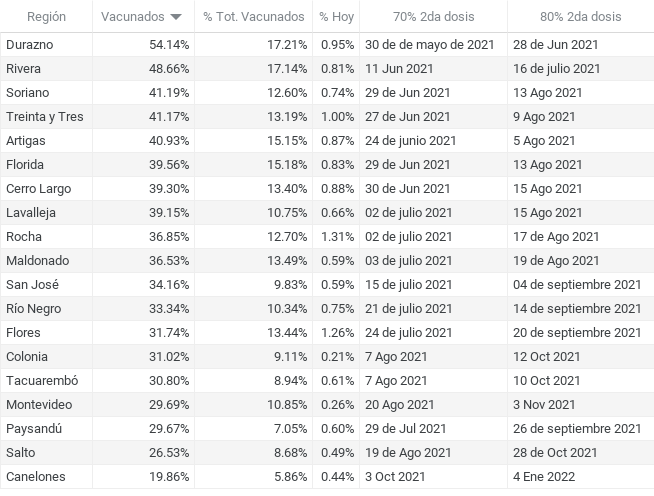 Región Vacunados % Tot. Vacunados % Hoy 70% 2da dosis 80% 2da dosis
Durazno 54.14% 17.21% 0.95% 30 de de mayo de 2021 28 de Jun 2021
Rivera 48.66% 17.14% 0.81% 11 Jun 2021 16 de julio 2021
Soriano 41.19% 12.60% 0.74% 29 de Jun 2021 13 Ago 2021
Treinta y Tres 41.17% 13.19% 1.00% 27 de Jun 2021 9 Ago 2021
Artigas 40.93% 15.15% 0.87% 24 de junio 2021 5 Ago 2021
Florida 39.56% 15.18% 0.83% 29 de Jun 2021 13 Ago 2021
Cerro Largo 39.30% 13.40% 0.88% 30 de Jun 2021 15 Ago 2021
Lavalleja 39.15% 10.75% 0.66% 02 de julio 2021 15 Ago 2021
Rocha 36.85% 12.70% 1.31% 02 de julio 2021 17 de Ago 2021
Maldonado 36.53% 13.49% 0.59% 03 de julio 2021 19 de Ago 2021
San José 34.16% 9.83% 0.59% 15 de julio 2021 04 de septiembre 2021
Río Negro 33.34% 10.34% 0.75% 21 de julio 2021 14 de septiembre 2021
Flores 31.74% 13.44% 1.26% 24 de julio 2021 20 de septiembre 2021
Colonia 31.02% 9.11% 0.21% 7 Ago 2021 12 Oct 2021
Tacuarembó 30.80% 8.94% 0.61% 7 Ago 2021 10 Oct 2021
Montevideo 29.69% 10.85% 0.26% 20 Ago 2021 3 Nov 2021
Paysandú 29.67% 7.05% 0.60% 29 de Jul 2021 26 de septiembre 2021
Salto 26.53% 8.68% 0.49% 19 de Ago 2021 28 de Oct 2021
Canelones 19.86% 5.86% 0.44% 3 Oct 2021 4 Ene 2022